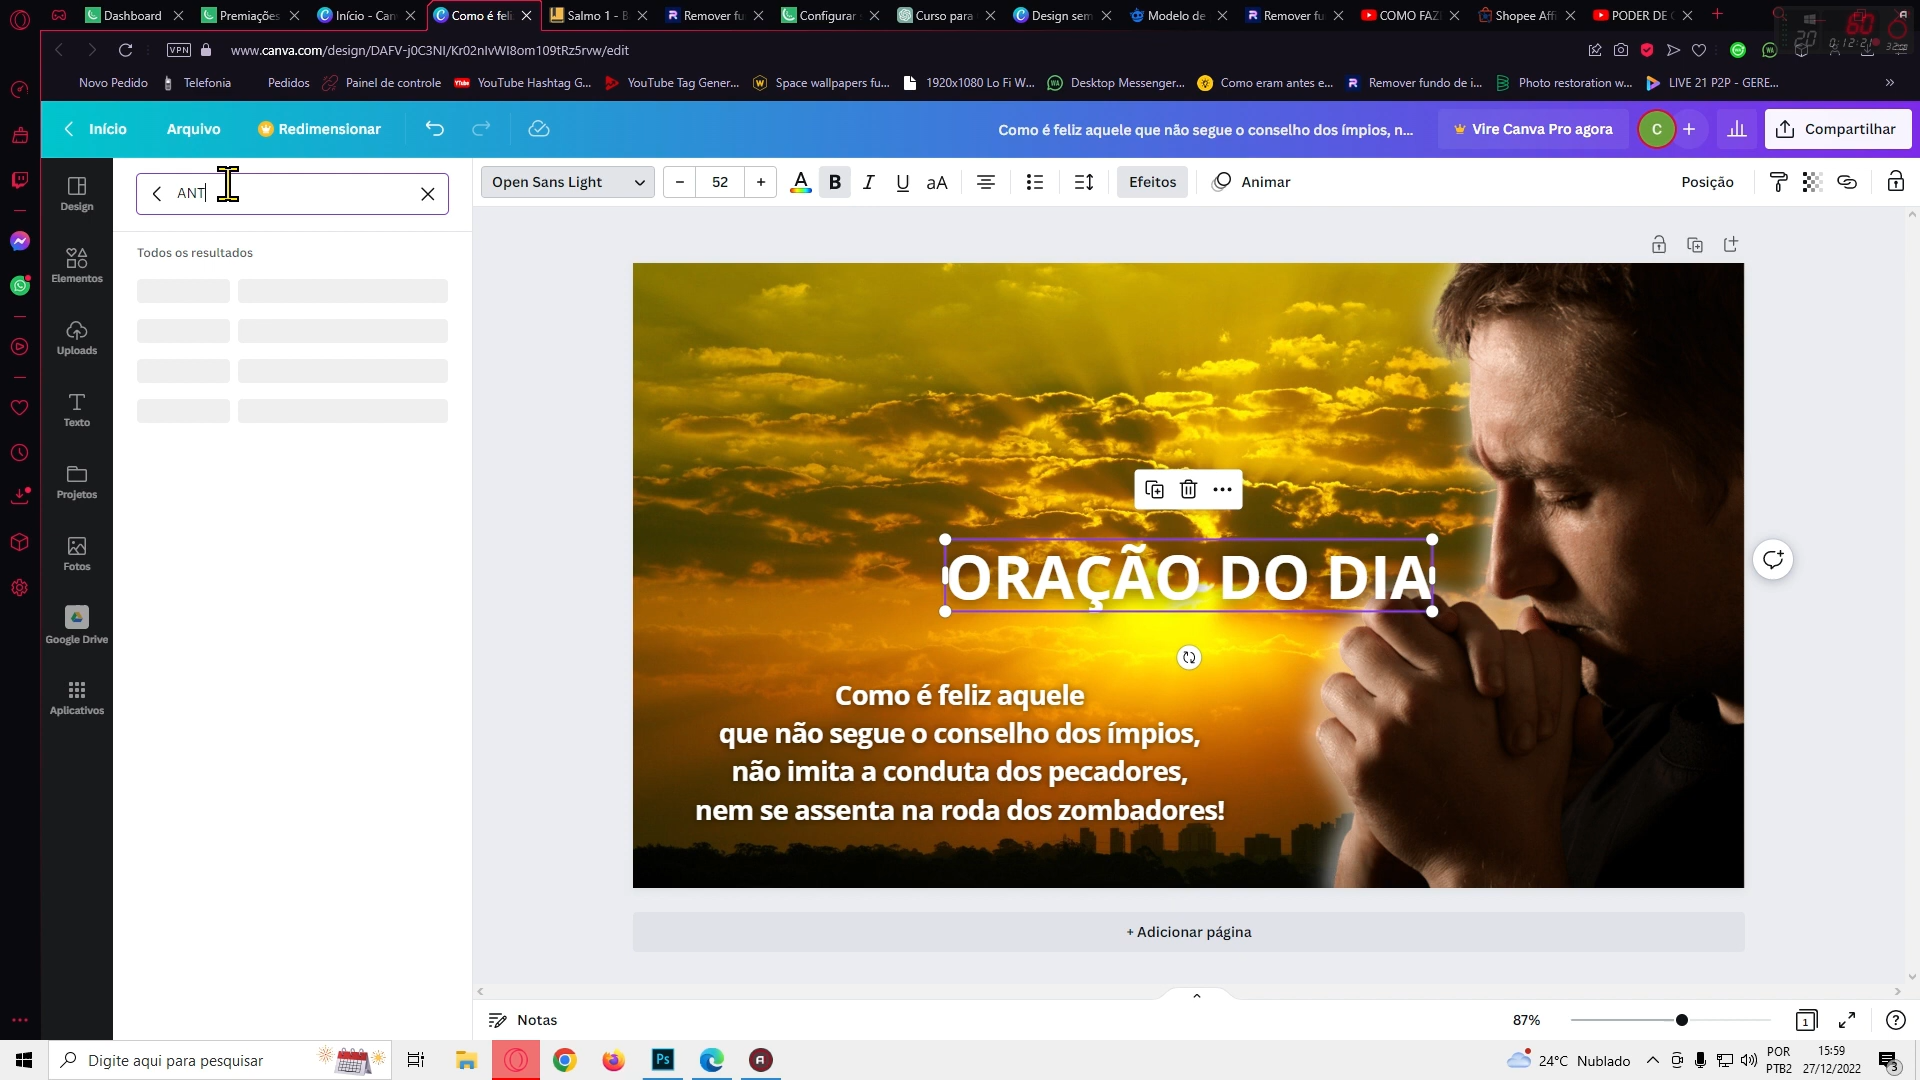 Dashboard
Premiações
Início - Can
Como é feli
Salmo 1 - B
Remover fu
Configurar
Curso para
Design sem
Modelo de
Remover fu
COMO FAZ
Shopee Affi
PODER DE
VPN
www.canva.com/design/DAFV-j0C3NI/Kr02nIvWI8om109tRz5rvw/edit
Novo Pedido
Telefonia
Pedidos
Painel de controle
YouTube Hashtag G...
YouTube Tag Gener...
Space wallpapers fu...
1920x1080 Lo Fi W...
Desktop Messenger...
Como eram antes e...
Remover fundo de i...
Photo restoration w...
LIVE 21 P2P - GERE...
Início
Arquivo
Redimensionar
Como é feliz aquele que não segue o conselho dos ímpios, n...
Vire Canva Pro agora
C
Compartilhar
ANT
Open Sans Light
52
A
B
I
U
aA
Efeitos
Animar
Posição
Todos os resultados
Design
Elementos
Uploads
Texto
Projetos
Fotos
Google Drive
Aplicativos
ORAÇÃO DO DIA
Como é feliz aquele
que não segue o conselho dos ímpios,
não imita a conduta dos pecadores,
nem se assenta na roda dos zombadores!
+ Adicionar página
Notas
87%
1
Digite aqui para pesquisar
Ps
24°C Nublado
POR
PTB2
15:59
27/12/2022
3